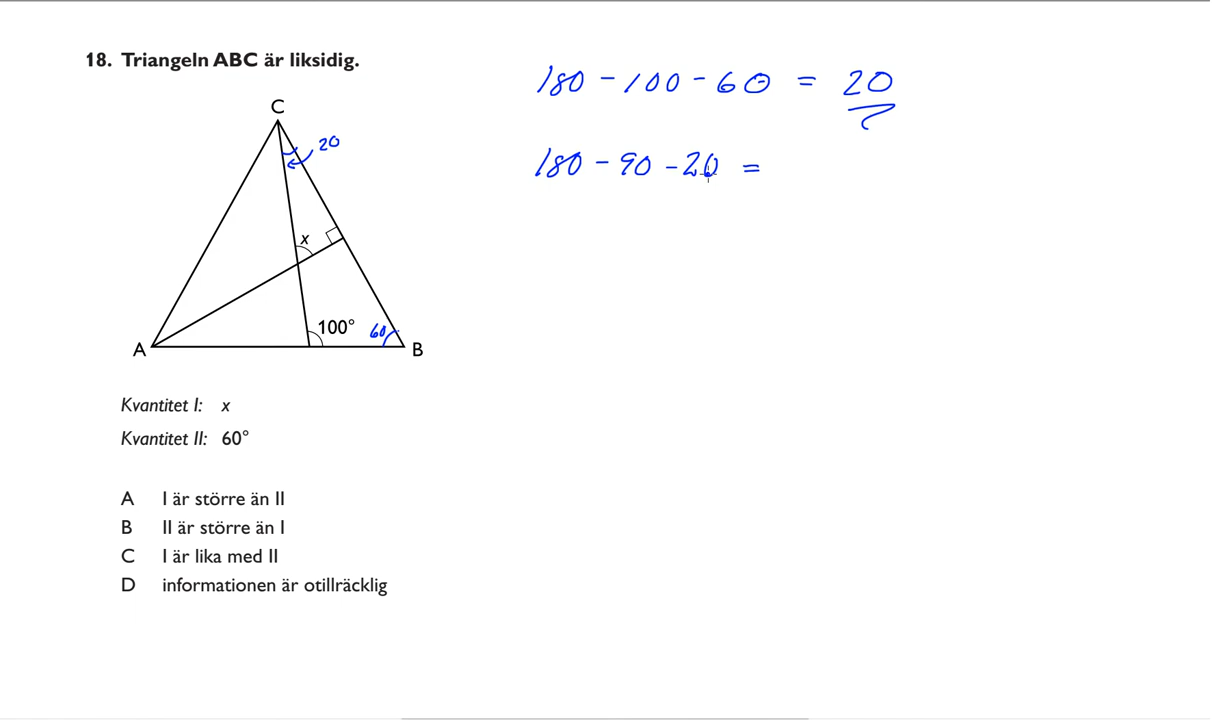 18. Triangeln ABC är liksidig.
180 - 100 - 60 = 20
C
20
180 - 90 - 20 =
x
100°
60
A
B
Kvantitet I: x
Kvantitet II: 60°
A I är större än II
B II är större än I
C I är lika med II
D informationen är otillräcklig